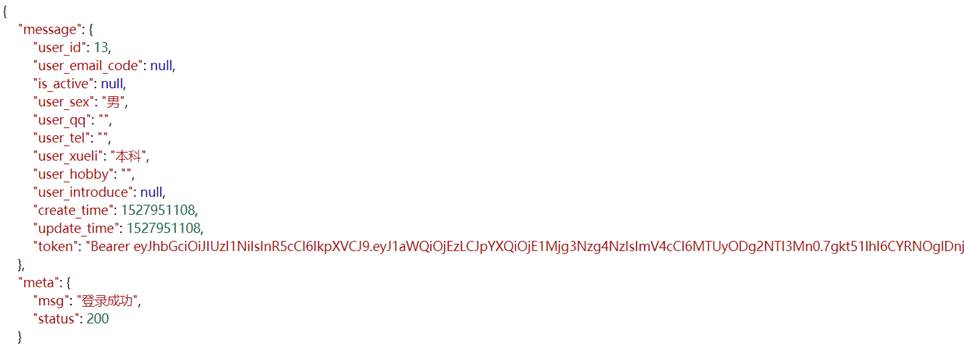 {
"message": {
"user_id": 13,
"user_email_code": null,
"is_active": null,
"user_sex": "男",
"user_qq": "",
"user_tel": "",
"user_xueli": "本科",
"user_hobby": "",
"user_introduce": null,
"create_time": 1527951108,
"update_time": 1527951108,
"token": "Bearer eyJhbGciOiJIUzI1NiIsInR5cCI6IkpXVCJ9.eyJ1aWQiOjEzLCJpYXQiOjE1Mjg3Nzg4NzIsImV4cCI6MTUyODg2NTI3Mn0.7gkt51lhI6CYRNOgIDnj
},
"meta": {
"msg": "登录成功",
"status": 200
}